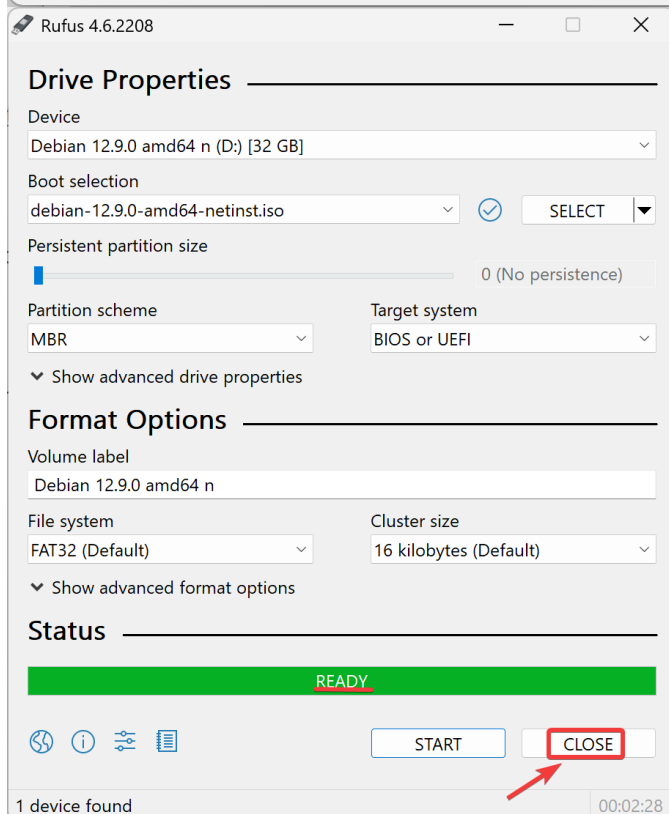 Rufus 4.6.2208
Drive Properties
Device
Debian 12.9.0 amd64 n (D:) [32 GB]
Boot selection
debian-12.9.0-amd64-netinst.iso
SELECT
Persistent partition size
0 (No persistence)
Partition scheme
Target system
MBR
BIOS or UEFI
Show advanced drive properties
Format Options
Volume label
Debian 12.9.0 amd64 n
File system
Cluster size
FAT32 (Default)
16 kilobytes (Default)
Show advanced format options
Status
READY
START
CLOSE
1 device found
00:02:28